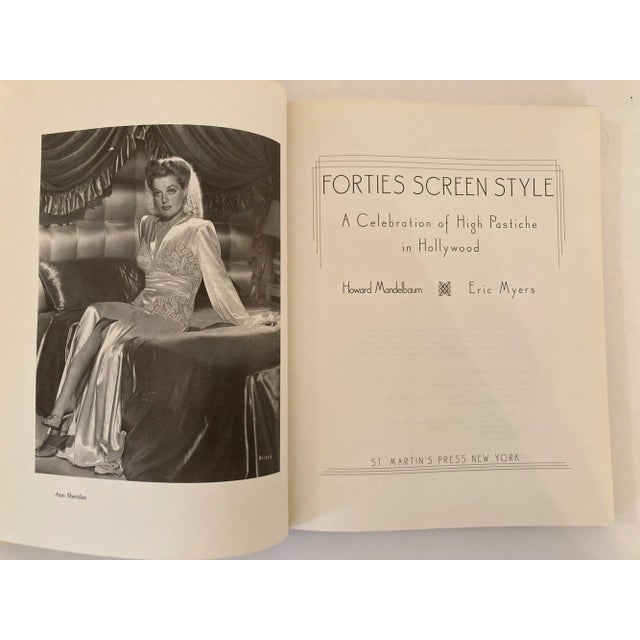 Ann Sheridan
FORTIES SCREEN STYLE
A Celebration of High Pastiche
in Hollywood
Howard Mandelbaum Eric Myers
ST. MARTIN'S PRESS NEW YORK